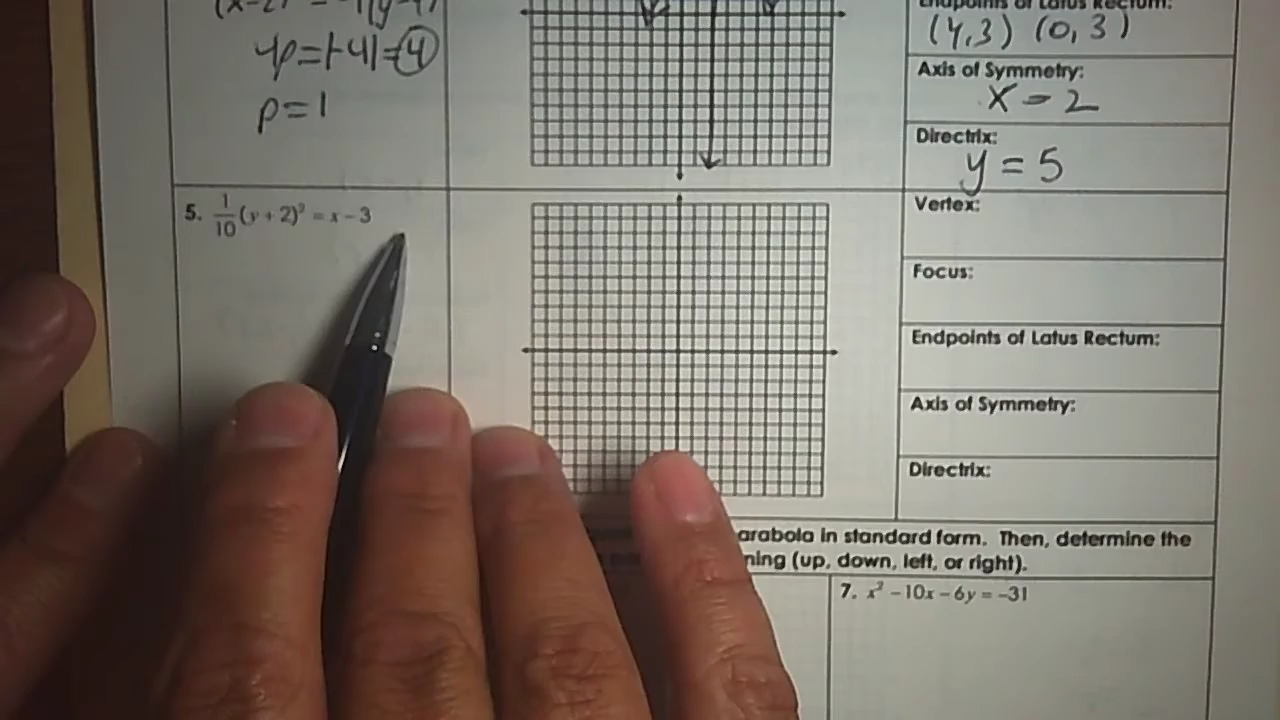 4p=|-4|=4
p=1
Endpoints of Latus Rectum:
(4,3) (0,3)
Axis of Symmetry:
x=2
Directrix:
y=5
5. 1/10(y + 2)² = x – 3
Vertex:
Focus:
Endpoints of Latus Rectum:
Axis of Symmetry:
Directrix:
arabola in standard form. Then, determine the
ning (up, down, left, or right).
7. x² – 10x – 6y = –31